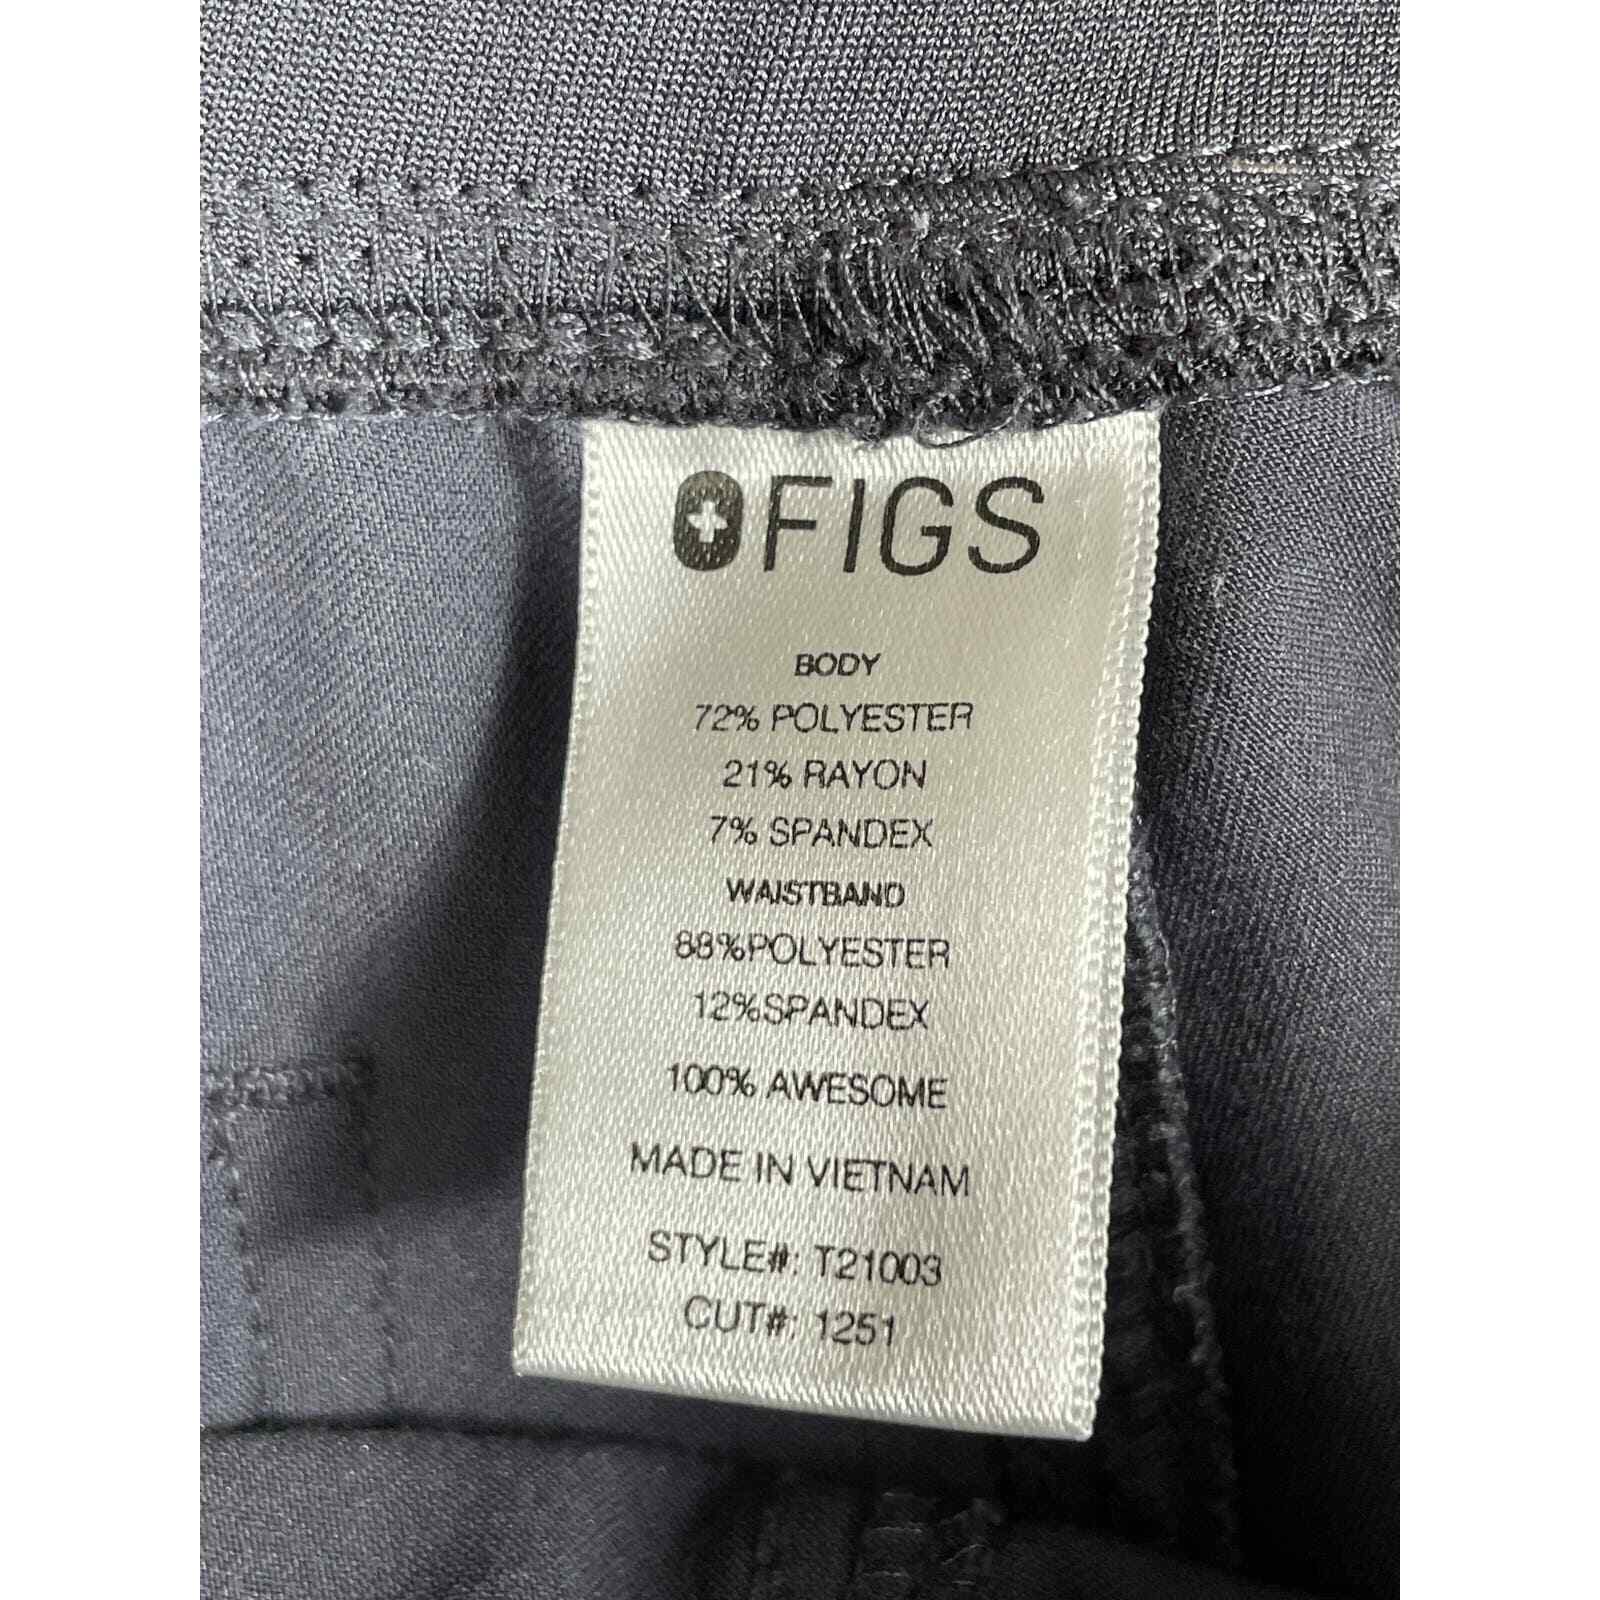 FIGS
BODY
72% POLYESTER
21% RAYON
7% SPANDEX
WAISTBAND
88%POLYESTER
12%SPANDEX
100% AWESOME
MADE IN VIETNAM
STYLE#: T21003
CUT#: 1251